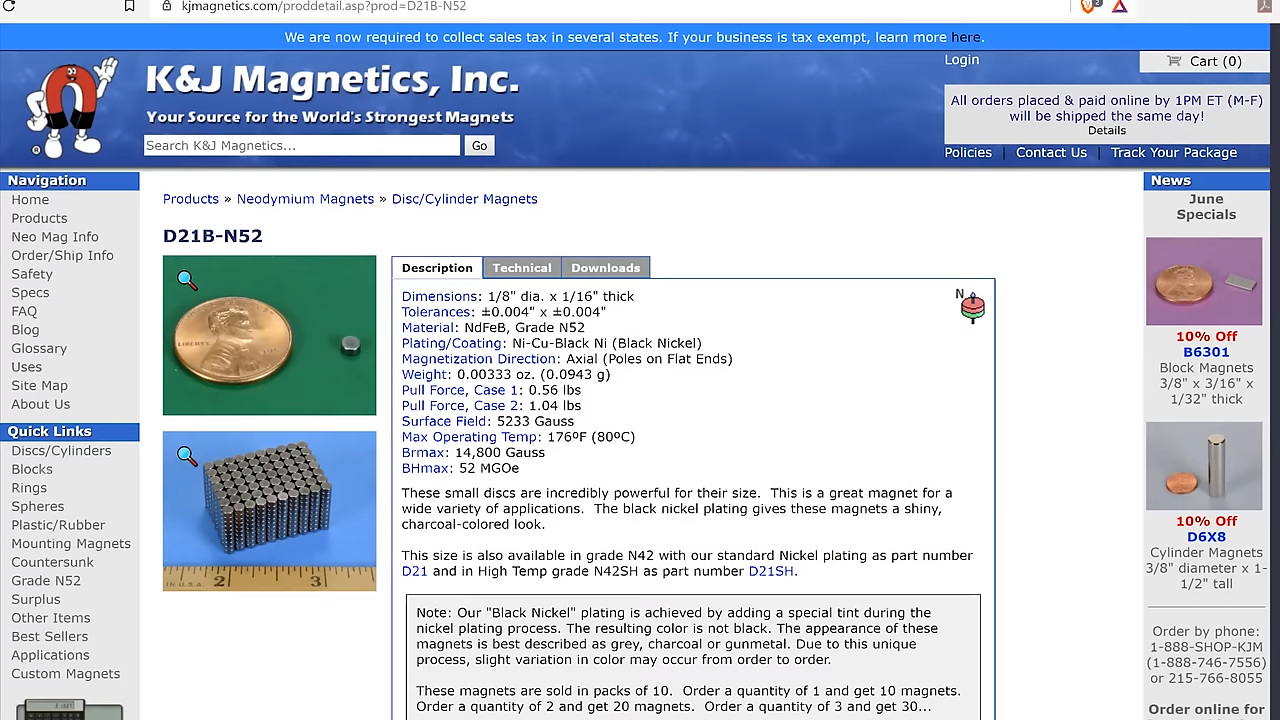 kjmagnetics.com/proddetail.asp?prod=D21B-N52
We are now required to collect sales tax in several states. If your business is tax exempt, learn more here.
K&J Magnetics, Inc.
Your Source for the World's Strongest Magnets
Search K&J Magnetics...
Go
Login
Cart (0)
All orders placed & paid online by 1PM ET (M-F)
will be shipped the same day!
Details
Policies | Contact Us | Track Your Package
Navigation
Home
Products
Neo Mag Info
Order/Ship Info
Safety
Specs
FAQ
Blog
Glossary
Uses
Site Map
About Us
Quick Links
Discs/Cylinders
Blocks
Rings
Spheres
Plastic/Rubber
Mounting Magnets
Countersunk
Grade N52
Surplus
Other Items
Best Sellers
Applications
Custom Magnets
Products » Neodymium Magnets » Disc/Cylinder Magnets
D21B-N52
LIBERTY
IN U.S.A.
2
3
Description
Technical
Downloads
N
Dimensions: 1/8" dia. x 1/16" thick
Tolerances: ±0.004" x ±0.004"
Material: NdFeB, Grade N52
Plating/Coating: Ni-Cu-Black Ni (Black Nickel)
Magnetization Direction: Axial (Poles on Flat Ends)
Weight: 0.00333 oz. (0.0943 g)
Pull Force, Case 1: 0.56 lbs
Pull Force, Case 2: 1.04 lbs
Surface Field: 5233 Gauss
Max Operating Temp: 176ºF (80ºC)
Brmax: 14,800 Gauss
BHmax: 52 MGOe
These small discs are incredibly powerful for their size. This is a great magnet for a
wide variety of applications. The black nickel plating gives these magnets a shiny,
charcoal-colored look.
This size is also available in grade N42 with our standard Nickel plating as part number
D21 and in High Temp grade N42SH as part number D21SH.
Note: Our "Black Nickel" plating is achieved by adding a special tint during the
nickel plating process. The resulting color is not black. The appearance of these
magnets is best described as grey, charcoal or gunmetal. Due to this unique
process, slight variation in color may occur from order to order.
These magnets are sold in packs of 10. Order a quantity of 1 and get 10 magnets.
Order a quantity of 2 and get 20 magnets. Order a quantity of 3 and get 30...
News
June
Specials
10% Off
B6301
Block Magnets
3/8" x 3/16" x
1/32" thick
10% Off
D6X8
Cylinder Magnets
3/8" diameter x 1-
1/2" tall
Order by phone:
1-888-SHOP-KJM
(1-888-746-7556)
or 215-766-8055
Order online for